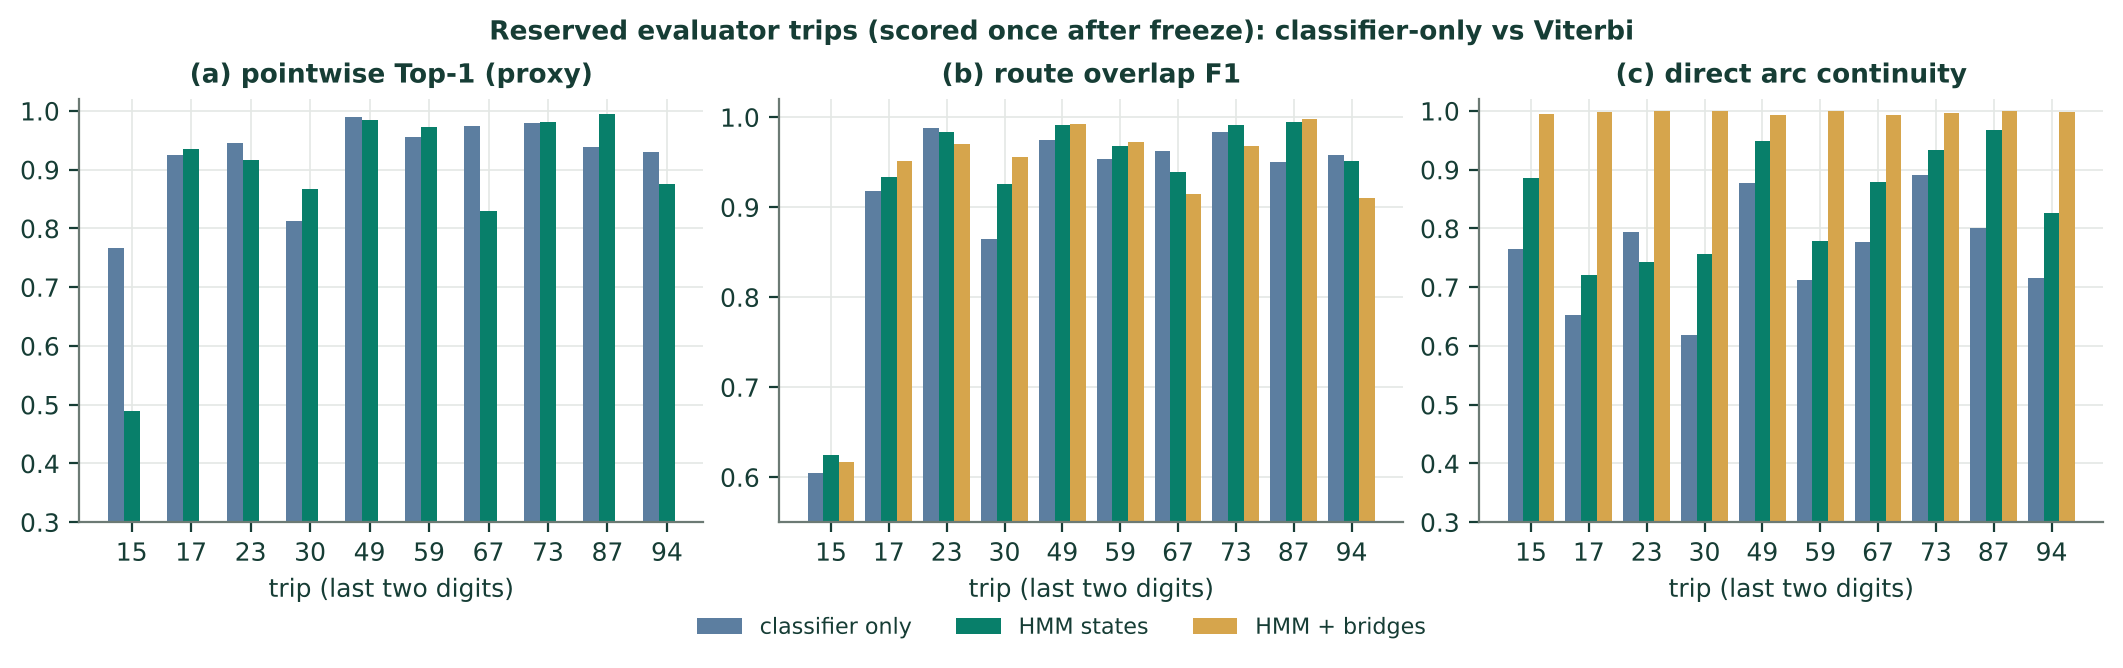 Reserved evaluator trips (scored once after freeze): classifier-only vs Viterbi
(a) pointwise Top-1 (proxy)
1.0
0.9
0.8
0.7
0.6
0.5
0.4
0.3
15 17 23 30 49 59 67 73 87 94
trip (last two digits)
(b) route overlap F1
1.0
0.9
0.8
0.7
0.6
15 17 23 30 49 59 67 73 87 94
trip (last two digits)
(c) direct arc continuity
1.0
0.9
0.8
0.7
0.6
0.5
0.4
0.3
15 17 23 30 49 59 67 73 87 94
trip (last two digits)
classifier only HMM states HMM + bridges